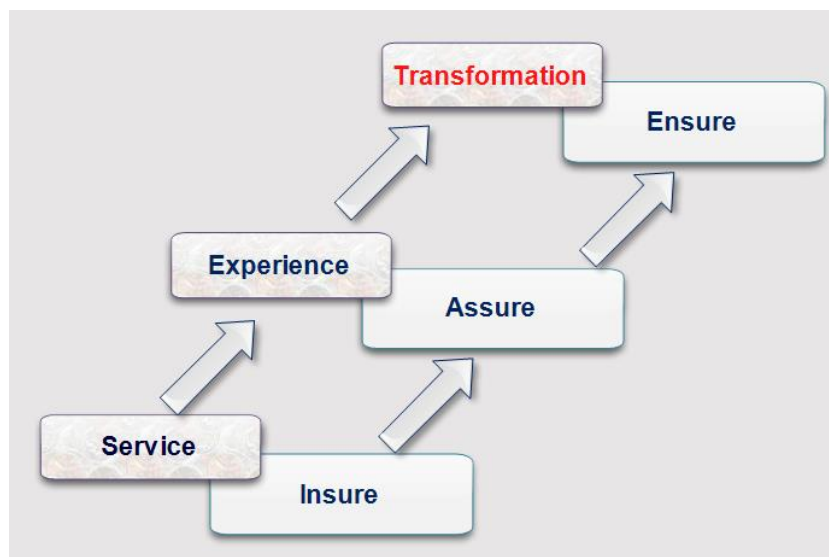 Transformation
Ensure
Experience
Assure
Service
Insure